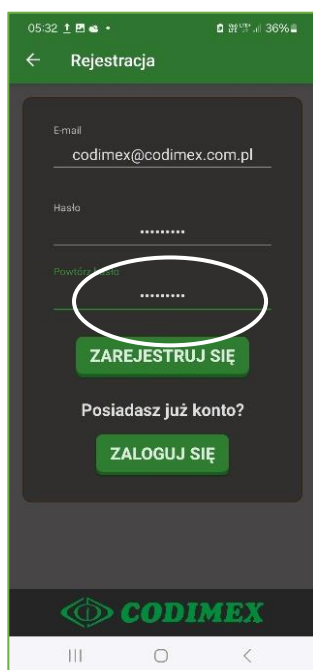 05:32 36%
Rejestracja
E-mail
codimex@codimex.com.pl
Hasło
•••••••••
Powtórz hasło
•••••••••
ZAREJESTRUJ SIĘ
Posiadasz już konto?
ZALOGUJ SIĘ
CODIMEX